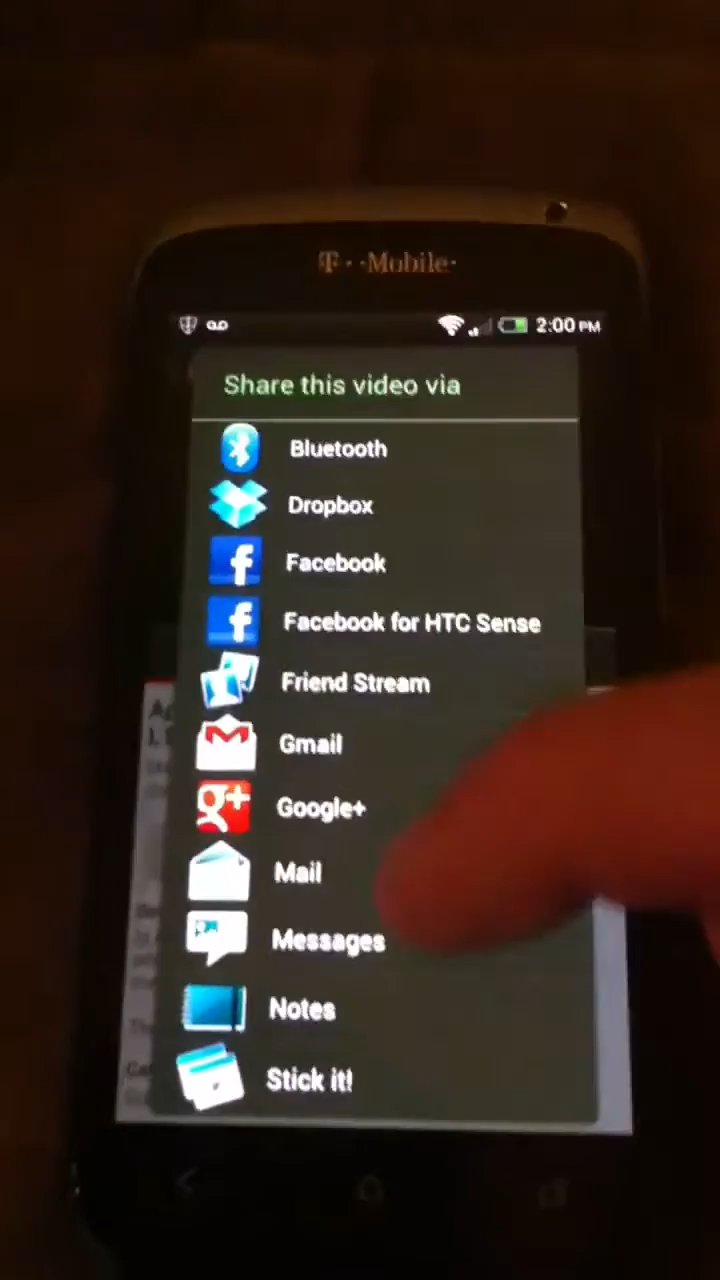 T··Mobile·
2:00 PM
Share this video via
Bluetooth
Dropbox
Facebook
Facebook for HTC Sense
Friend Stream
Gmail
Google+
Mail
Messages
Notes
Stick it!